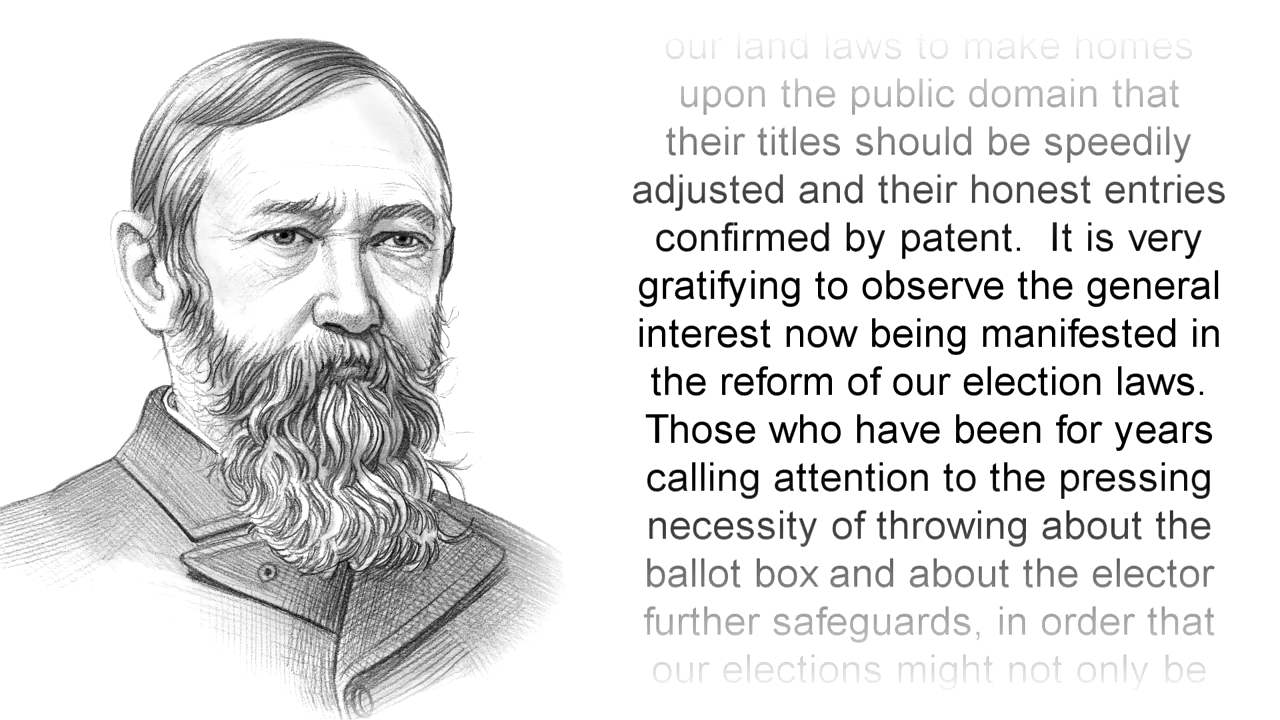 our land laws to make homes
upon the public domain that
their titles should be speedily
adjusted and their honest entries
confirmed by patent.  It is very
gratifying to observe the general
interest now being manifested in
the reform of our election laws.
Those who have been for years
calling attention to the pressing
necessity of throwing about the
ballot box and about the elector
further safeguards, in order that
our elections might not only be